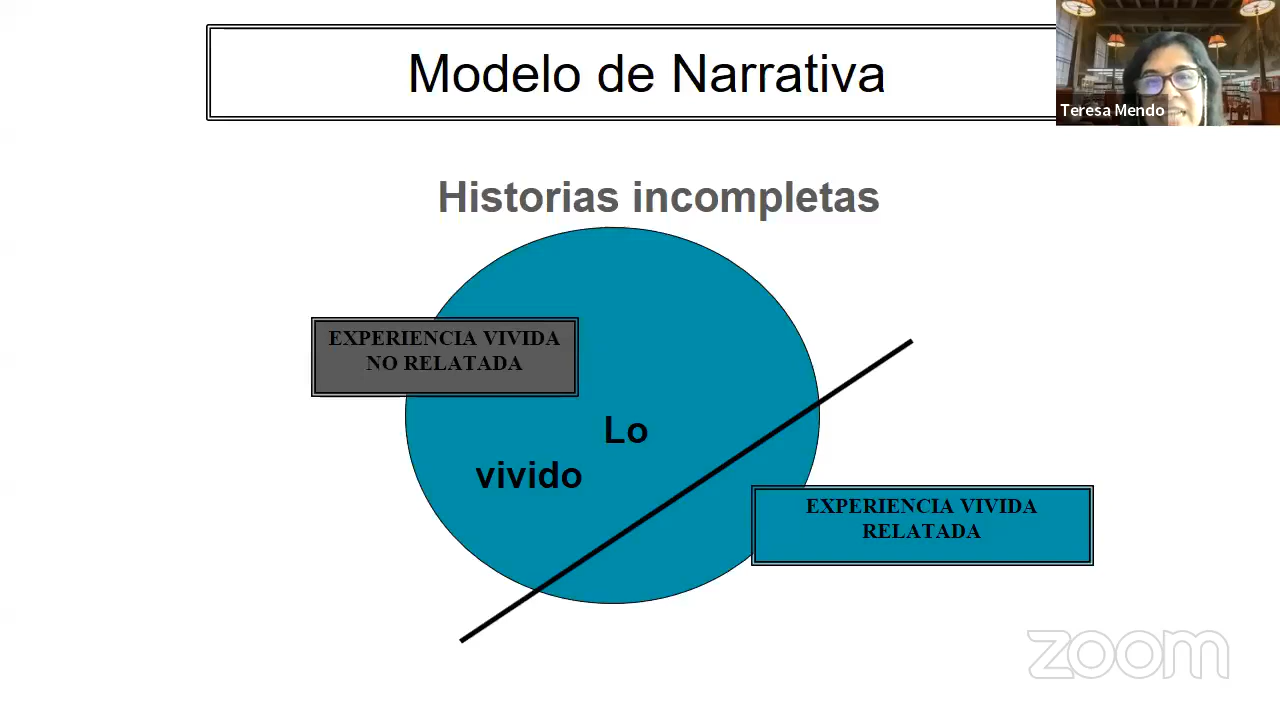 Modelo de Narrativa
Teresa Mendo
Historias incompletas
EXPERIENCIA VIVIDA
NO RELATADA
Lo
vivido
EXPERIENCIA VIVIDA
RELATADA
zoom